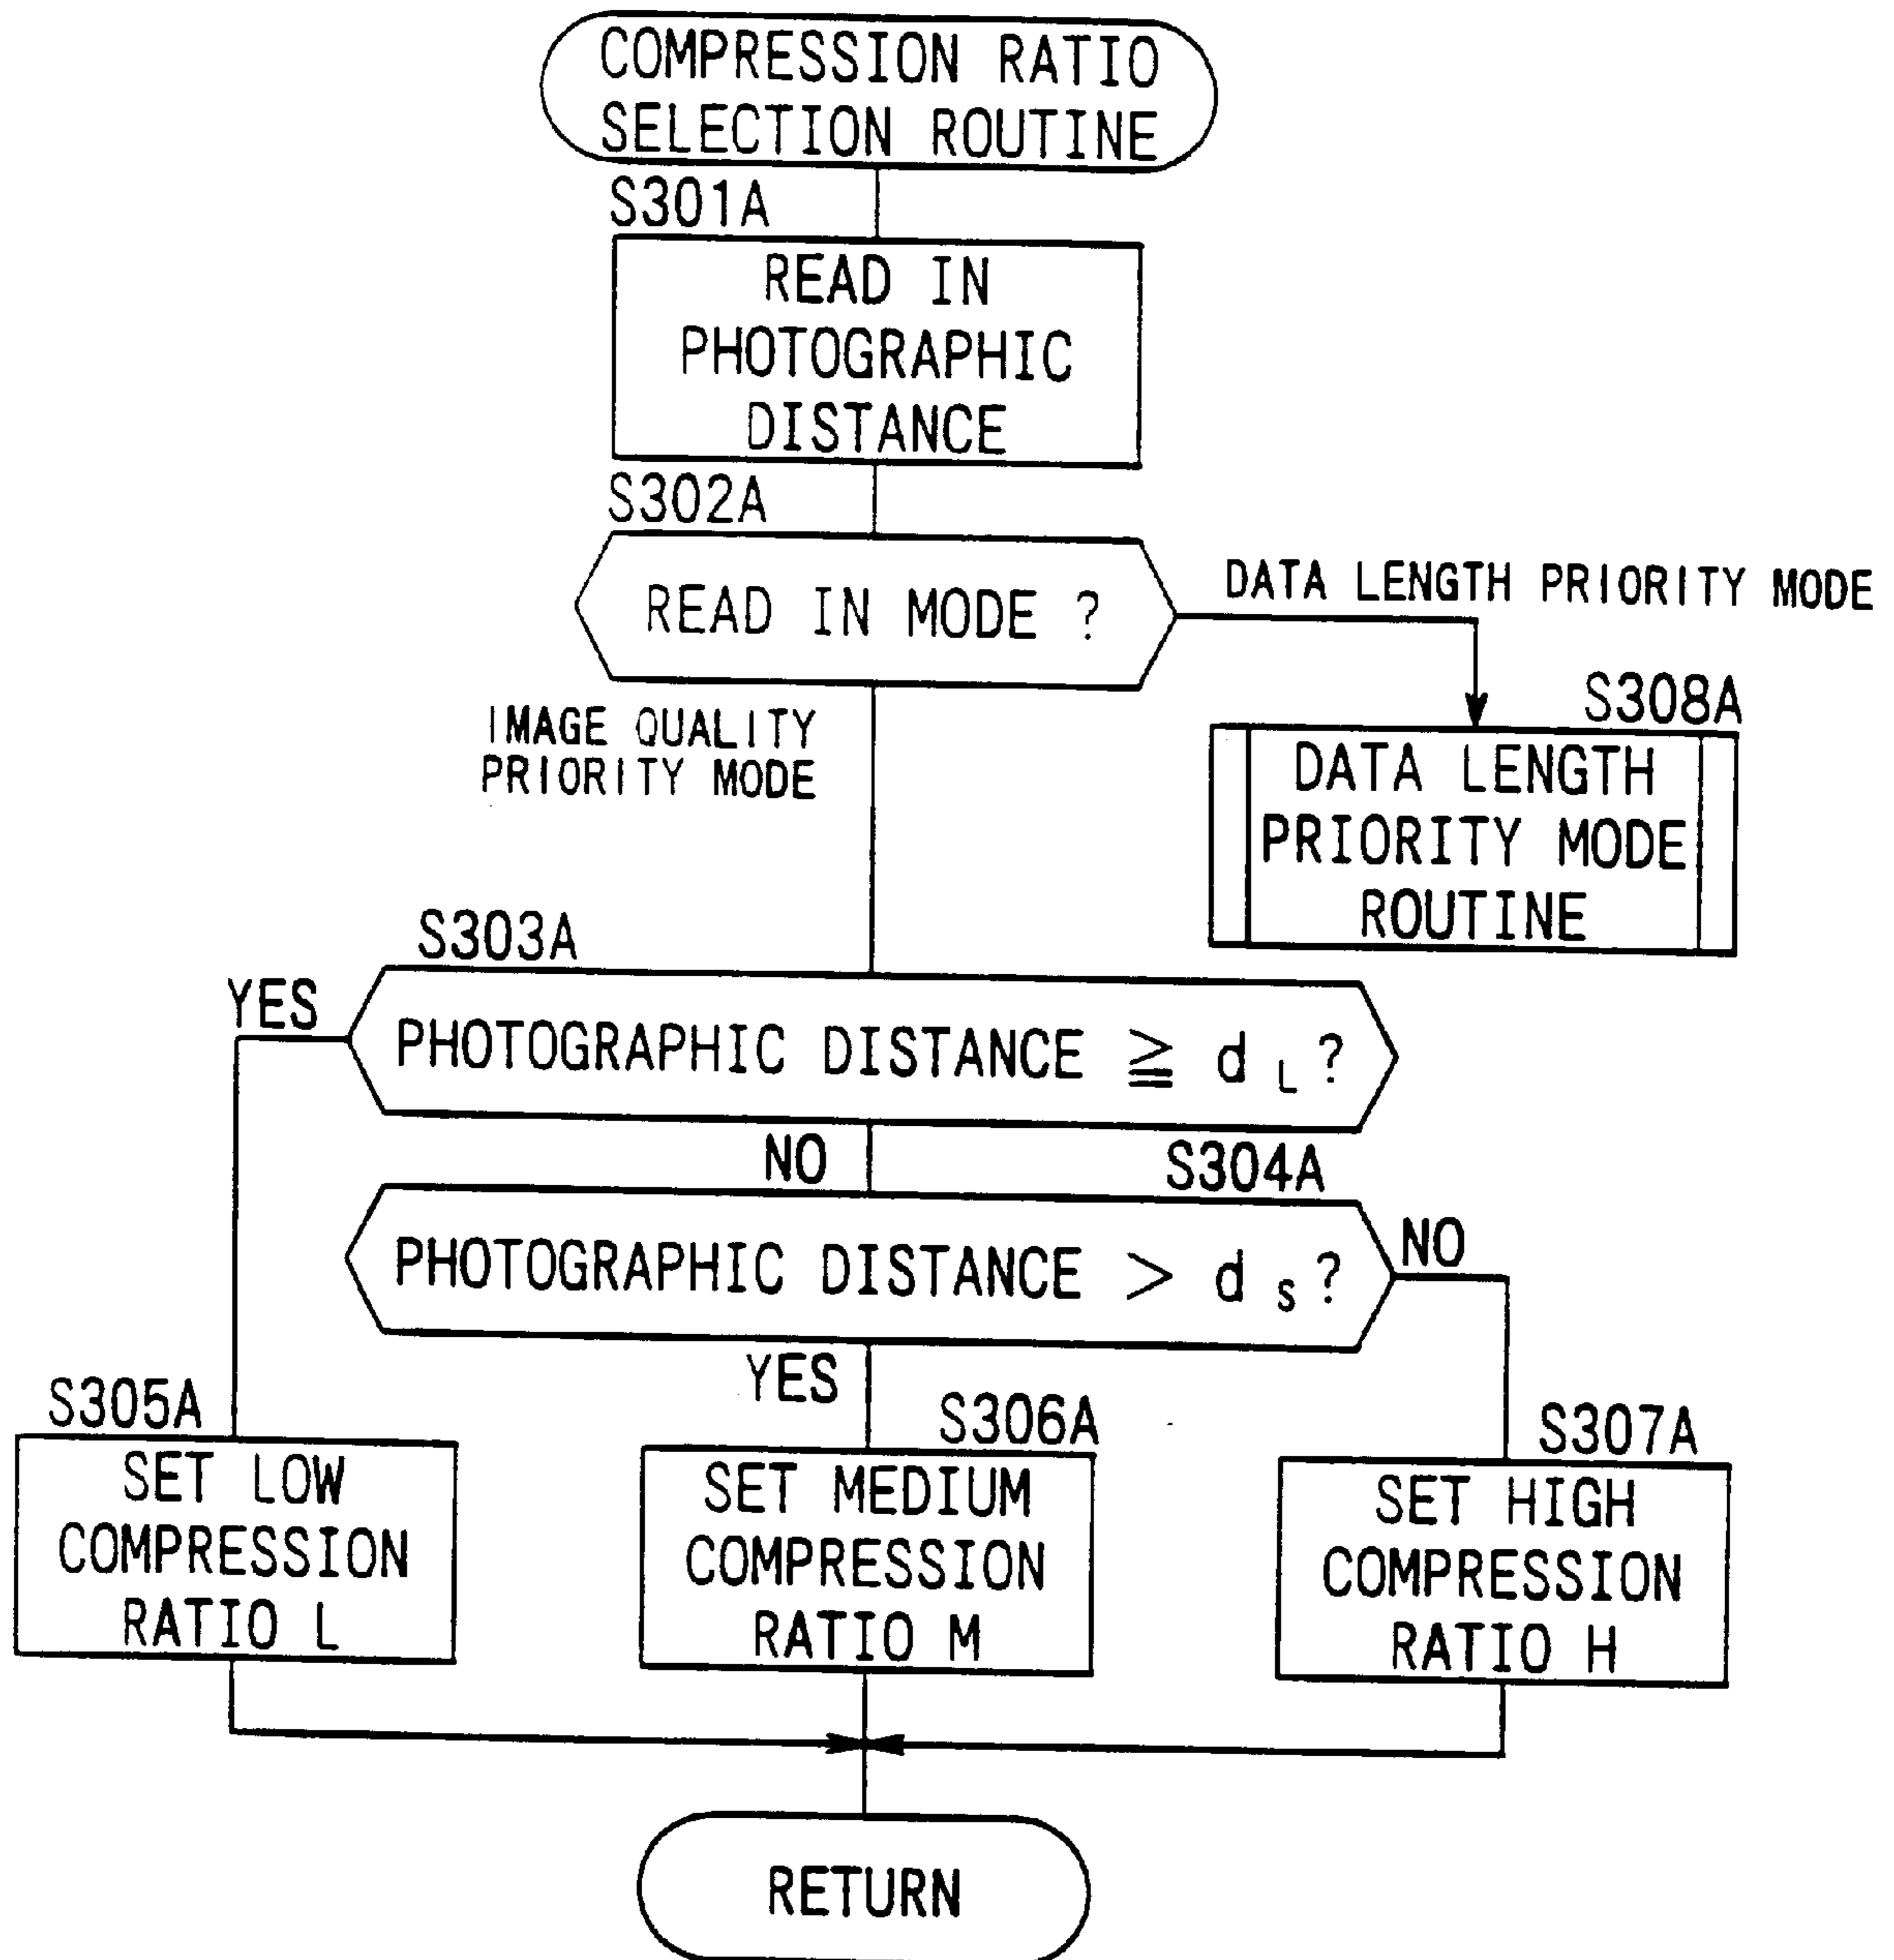 COMPRESSION RATIO
SELECTION ROUTINE
S301A
READ IN
PHOTOGRAPHIC
DISTANCE
S302A
READ IN MODE ?
DATA LENGTH PRIORITY MODE
IMAGE QUALITY
PRIORITY MODE
S308A
DATA LENGTH
PRIORITY MODE
ROUTINE
S303A
YES
PHOTOGRAPHIC DISTANCE ≧ d L ?
NO
S304A
PHOTOGRAPHIC DISTANCE > d s ?
NO
YES
S305A
SET LOW
COMPRESSION
RATIO L
S306A
SET MEDIUM
COMPRESSION
RATIO M
S307A
SET HIGH
COMPRESSION
RATIO H
RETURN